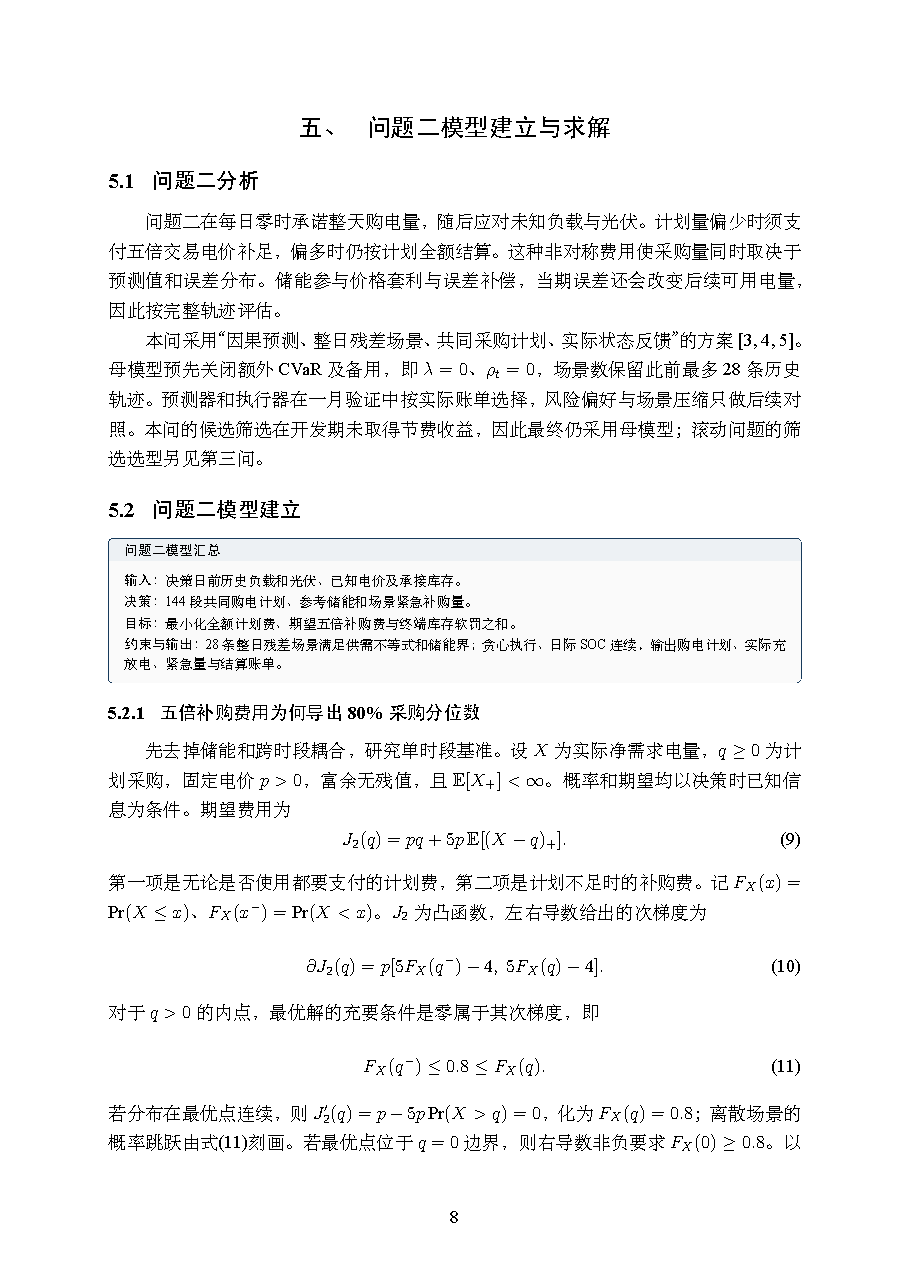 五、 问题二模型建立与求解
5.1 问题二分析
问题二在每日零时承诺整天购电量，随后应对未知负载与光伏。计划量偏少时须支
付五倍交易电价补足，偏多时仍按计划全额结算。这种非对称费用使采购量同时取决于
预测值和误差分布。储能参与价格套利与误差补偿，当期误差还会改变后续可用电量，
因此按完整轨迹评估。
本问采用“因果预测、整日残差场景、共同采购计划、实际状态反馈”的方案 [3, 4, 5]。
母模型预先关闭额外 CVaR 及备用，即 λ = 0、ρₜ = 0，场景数保留此前最多 28 条历史
轨迹。预测器和执行器在一月验证中按实际账单选择，风险偏好与场景压缩只做后续对
照。本问的候选筛选在开发期未取得节费收益，因此最终仍采用母模型；滚动问题的筛
选选型另见第三问。
5.2 问题二模型建立
问题二模型汇总
输入：决策日前历史负载和光伏、已知电价及承接库存。
决策：144 段共同购电计划、参考储能和场景紧急补购量。
目标：最小化全额计划费、期望五倍补购费与终端库存软罚之和。
约束与输出：28 条整日残差场景满足供需不等式和储能界；贪心执行、日际 SOC 连续，输出购电计划、实际充
放电、紧急量与结算账单。
5.2.1 五倍补购费用为何导出 80% 采购分位数
先去掉储能和跨时段耦合，研究单时段基准。设 X 为实际净需求电量，q ≥ 0 为计
划采购，固定电价 p > 0，富余无残值，且 𝔼[X₊] < ∞。概率和期望均以决策时已知信
息为条件。期望费用为
J₂(q) = pq + 5p 𝔼[(X − q)₊]. (9)
第一项是无论是否使用都要支付的计划费，第二项是计划不足时的补购费。记 F_X(x) =
Pr(X ≤ x)、F_X(x⁻) = Pr(X < x)。J₂ 为凸函数，左右导数给出的次梯度为
∂J₂(q) = p[5F_X(q⁻) − 4, 5F_X(q) − 4]. (10)
对于 q > 0 的内点，最优解的充要条件是零属于其次梯度，即
F_X(q⁻) ≤ 0.8 ≤ F_X(q). (11)
若分布在最优点连续，则 J₂′(q) = p − 5p Pr(X > q) = 0，化为 F_X(q) = 0.8；离散场景的
概率跳跃由式(11)刻画。若最优点位于 q = 0 边界，则右导数非负要求 F_X(0) ≥ 0.8。以
8